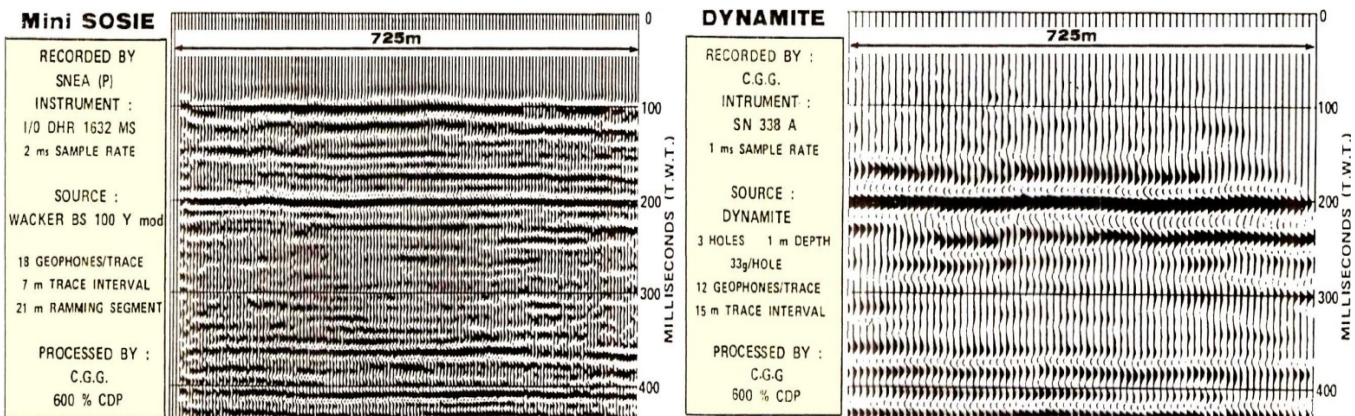 Mini SOSIE
RECORDED BY
SNEA (P)
INSTRUMENT :
I/0 DHR 1632 MS
2 ms SAMPLE RATE
SOURCE :
WACKER BS 100 Y mod
18 GEOPHONES/TRACE
7 m TRACE INTERVAL
21 m RAMMING SEGMENT
PROCESSED BY :
C.G.G.
600 % CDP
725m
0
100
200
300
400
MILLISECONDS (T.W.T.)
DYNAMITE
RECORDED BY :
C.G.G.
INTRUMENT :
SN 338 A
1 ms SAMPLE RATE
SOURCE :
DYNAMITE
3 HOLES 1 m DEPTH
33g/HOLE
12 GEOPHONES/TRACE
15 m TRACE INTERVAL
PROCESSED BY :
C.G.G
600 % CDP
725m
0
100
200
300
400
MILLISECONDS (T.W.T.)